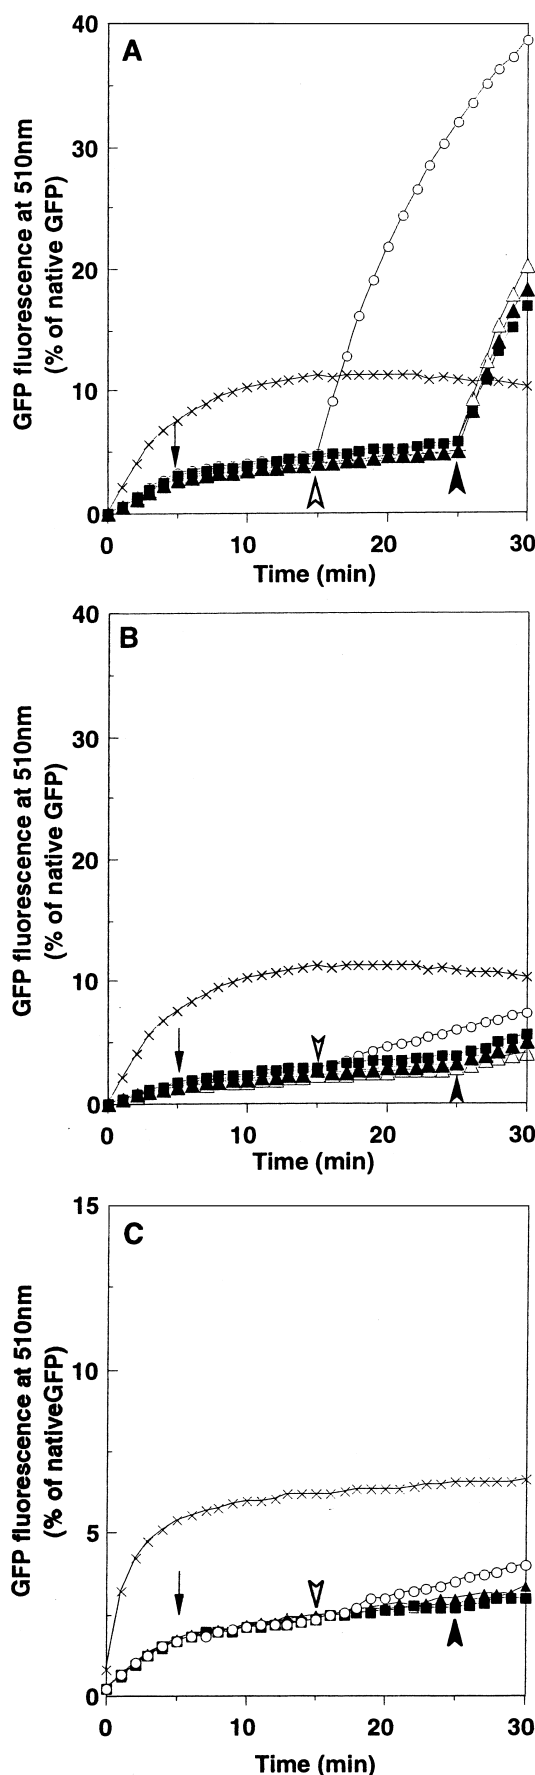 A
GFP fluorescence at 510nm
(% of native GFP)
40
30
20
10
0
0 10 20 30
Time (min)
B
GFP fluorescence at 510nm
(% of native GFP)
40
30
20
10
0
0 10 20 30
Time (min)
C
GFP fluorescence at 510nm
(% of nativeGFP)
15
10
5
0
0 10 20 30
Time (min)